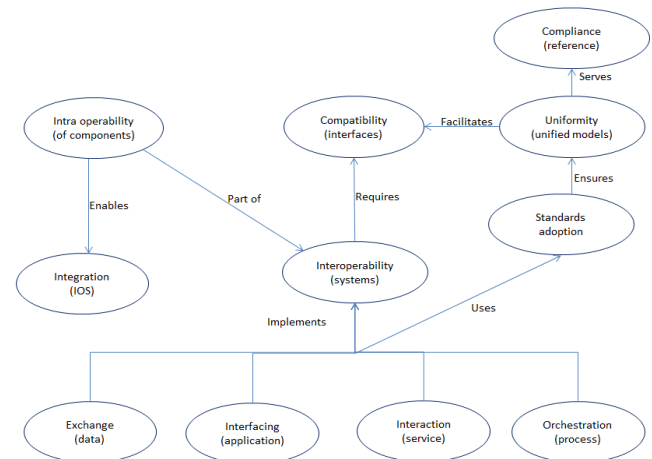 Compliance
(reference)
Serves
Intra operability
(of components)
Compatibility
(interfaces)
Facilitates
Uniformity
(unified models)
Enables
Part of
Requires
Ensures
Standards
adoption
Integration
(IOS)
Interoperability
(systems)
Implements
Uses
Exchange
(data)
Interfacing
(application)
Interaction
(service)
Orchestration
(process)